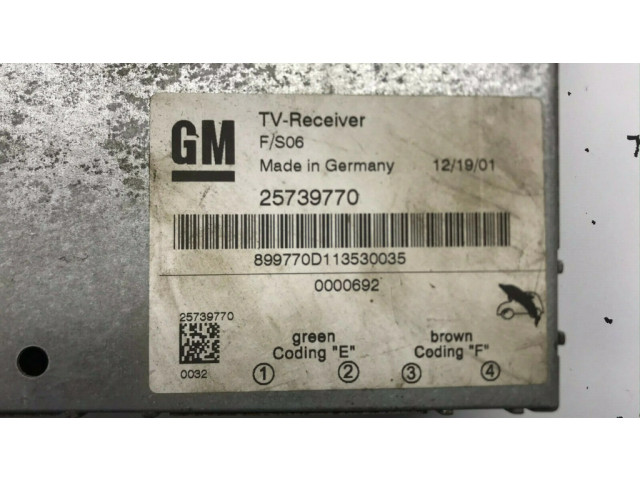 GM
TV-Receiver
F/S06
Made in Germany 12/19/01
25739770
899770D113530035
0000692
25739770
0032
green
Coding "E"
brown
Coding "F"
1 2 3 4